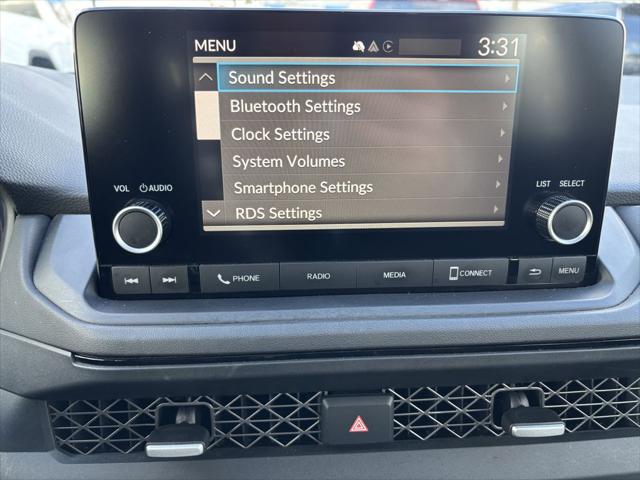 MENU 3:31
Sound Settings
Bluetooth Settings
Clock Settings
System Volumes
Smartphone Settings
RDS Settings
VOL AUDIO
LIST SELECT
PHONE RADIO MEDIA CONNECT MENU